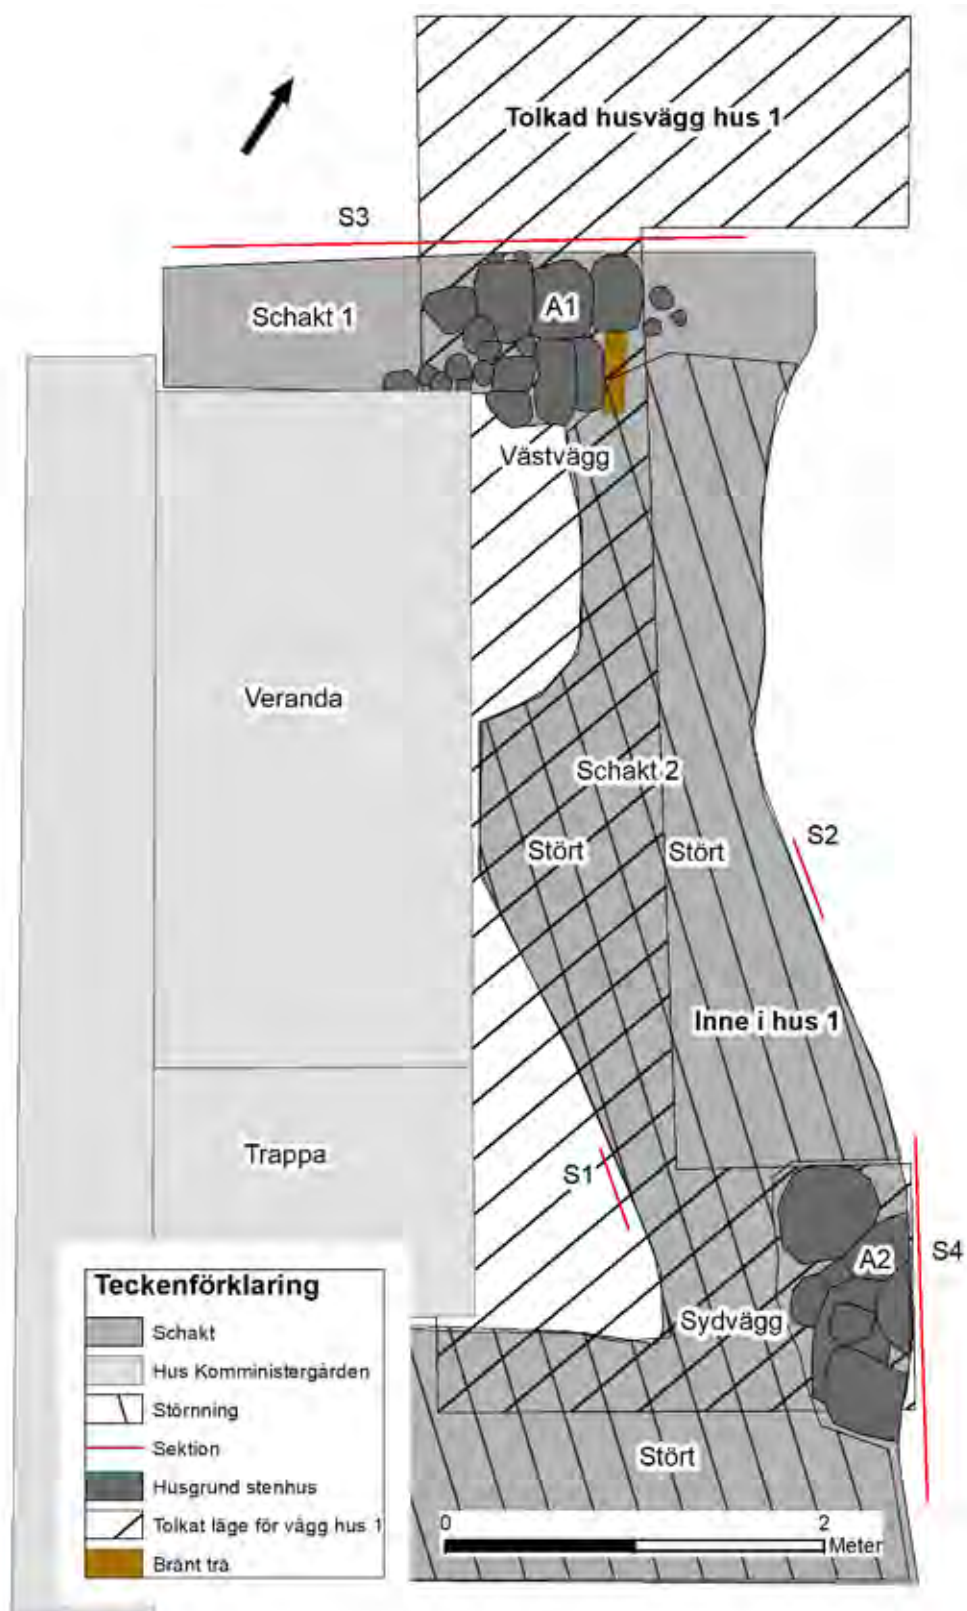 Tolkad husvägg hus 1
S3
Schakt 1
A1
Västvägg
Veranda
Schakt 2
Stört
Stört
S2
Inne i hus 1
Trappa
S1
A2
S4
Sydvägg
Stört
Teckenförklaring
Schakt
Hus Komministergården
Störnning
Sektion
Husgrund stenhus
Tolkat läge för vägg hus 1
Bränt trä
0 2
Meter